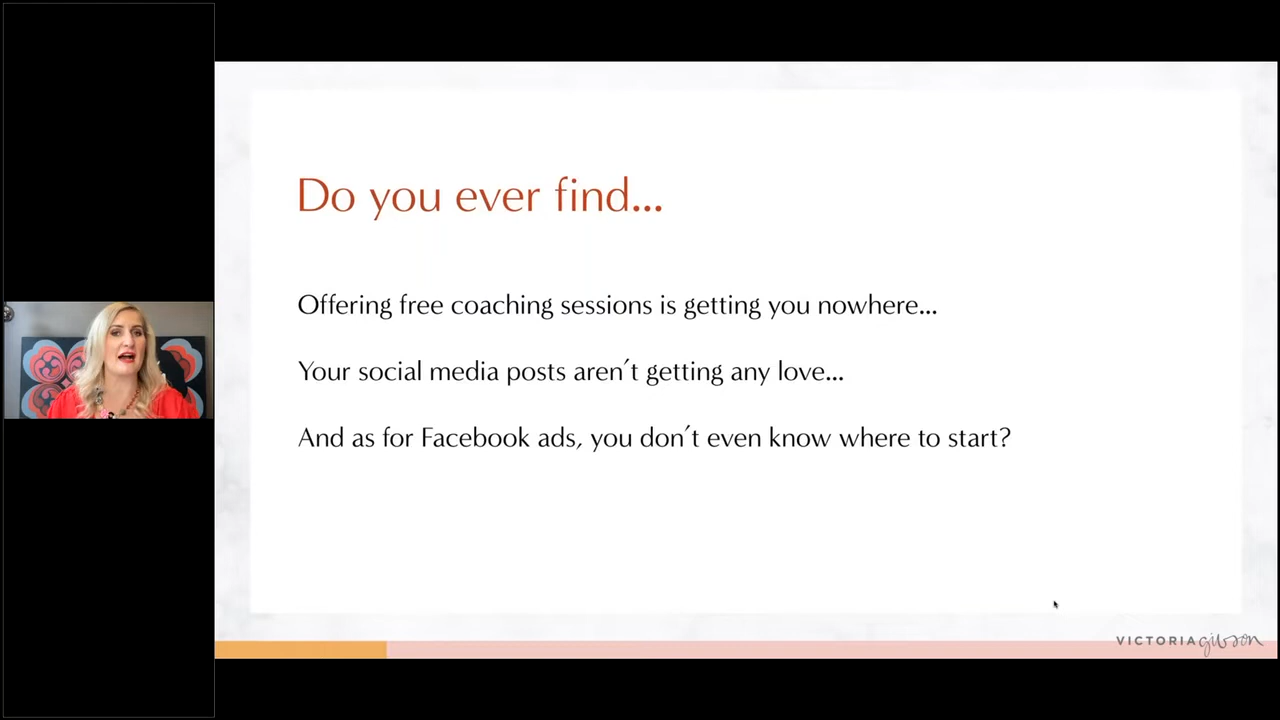 Do you ever find...
Offering free coaching sessions is getting you nowhere...
Your social media posts aren´t getting any love...
And as for Facebook ads, you don´t even know where to start?
VICTORIA gibson